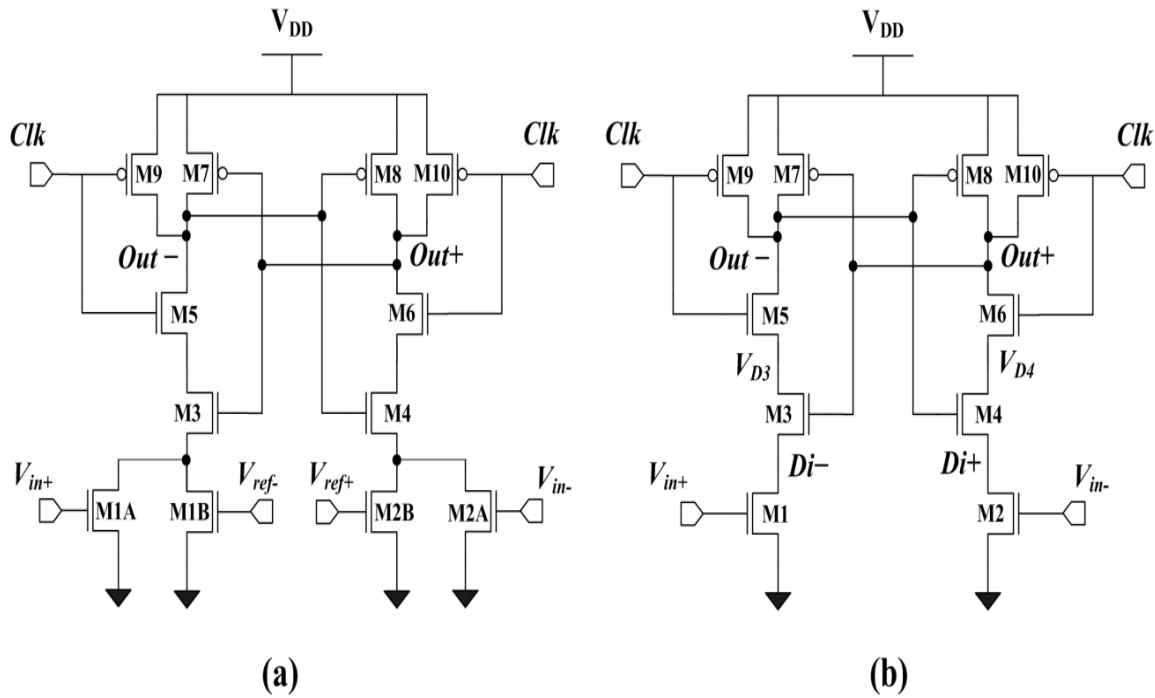 V_DD
Clk
Clk
M9
M7
M8
M10
Out −
Out+
M5
M6
M3
M4
V_in+
V_ref-
V_ref+
V_in-
M1A
M1B
M2B
M2A
(a)
V_DD
Clk
Clk
M9
M7
M8
M10
Out −
Out+
M5
M6
V_D3
V_D4
M3
M4
V_in+
Di−
Di+
V_in-
M1
M2
(b)